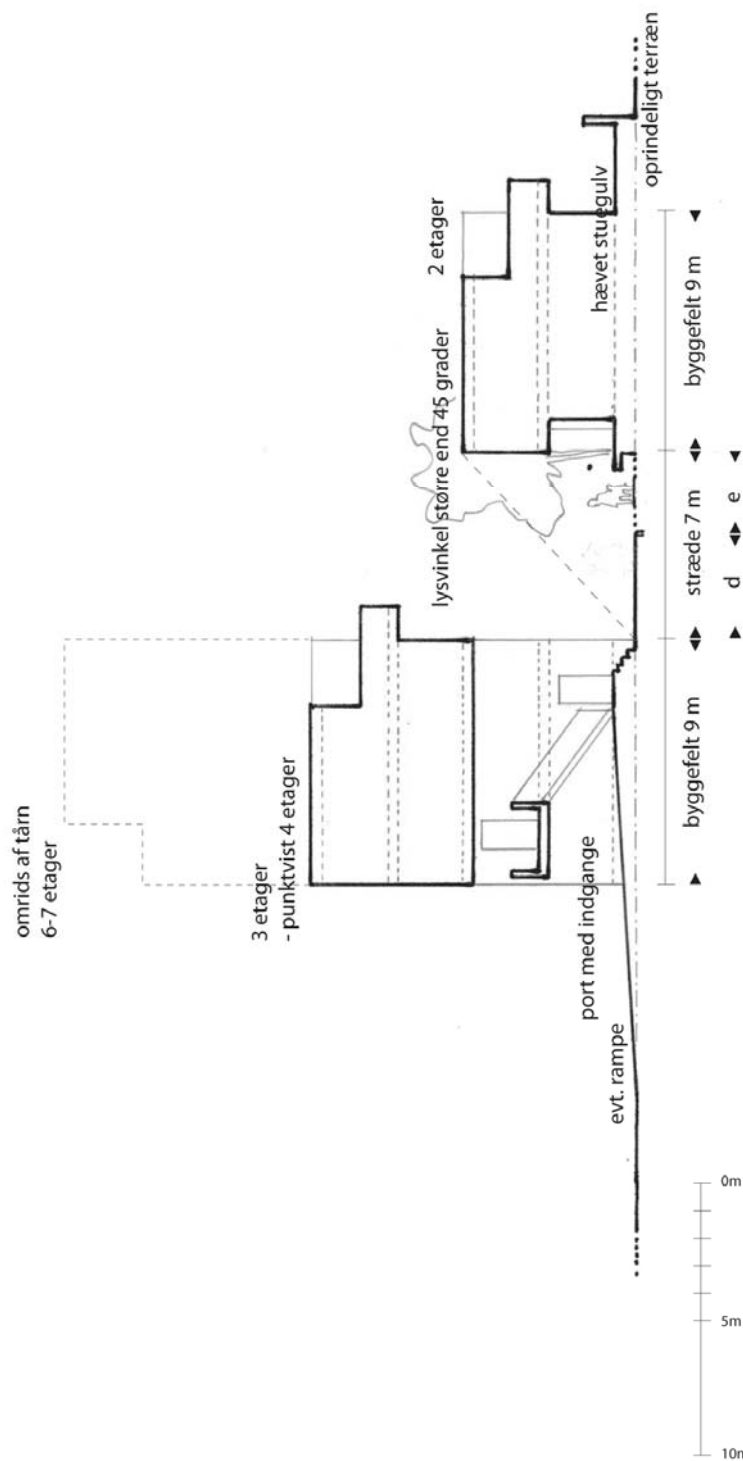 omrids af tårn
6-7 etager
3 etager
- punktvist 4 etager
lysvinkel større end 45 grader
2 etager
evt. rampe
port med indgange
hævet stuegulv
oprindeligt terræn
byggefelt 9 m
stræde 7 m
byggefelt 9 m
d
e
10m
5m
0m